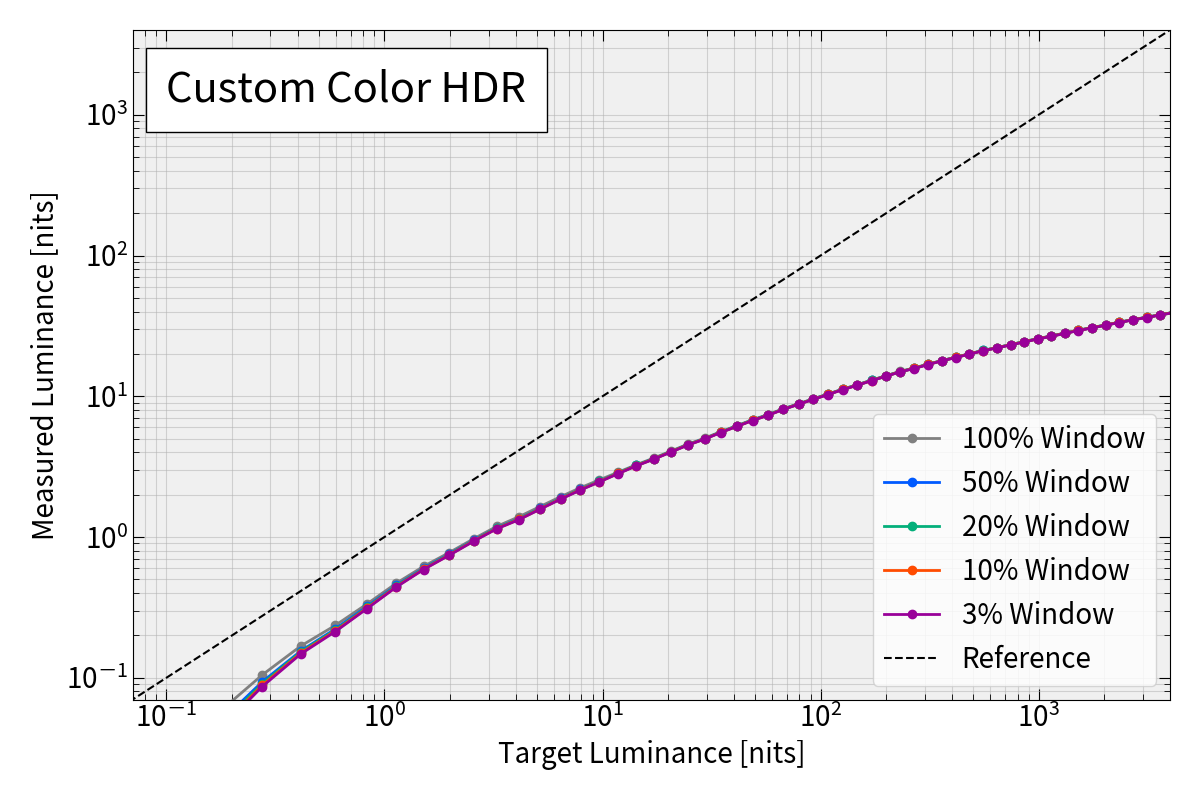 Custom Color HDR
Measured Luminance [nits]
10³
10²
10¹
10⁰
10⁻¹
100% Window
50% Window
20% Window
10% Window
3% Window
Reference
10⁻¹ 10⁰ 10¹ 10² 10³
Target Luminance [nits]